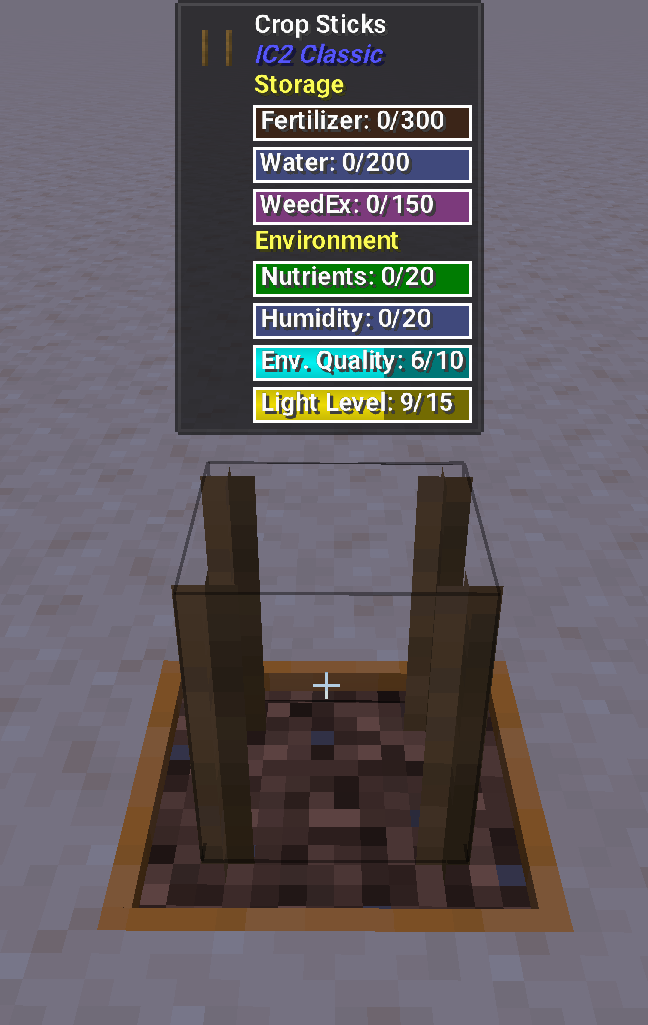 Crop Sticks
IC2 Classic
Storage
Fertilizer: 0/300
Water: 0/200
WeedEx: 0/150
Environment
Nutrients: 0/20
Humidity: 0/20
Env. Quality: 6/10
Light Level: 9/15